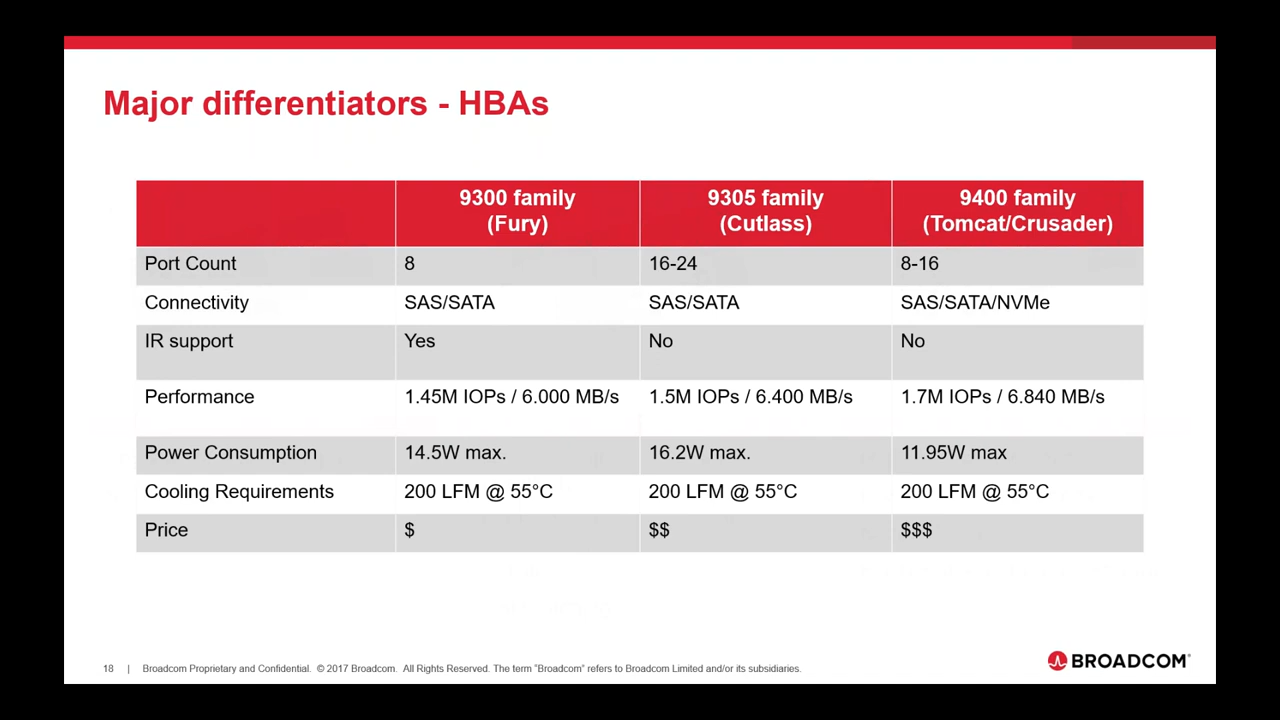 Major differentiators - HBAs
9300 family 9305 family 9400 family
(Fury) (Cutlass) (Tomcat/Crusader)
Port Count 8 16-24 8-16
Connectivity SAS/SATA SAS/SATA SAS/SATA/NVMe
IR support Yes No No
Performance 1.45M IOPs / 6.000 MB/s 1.5M IOPs / 6.400 MB/s 1.7M IOPs / 6.840 MB/s
Power Consumption 14.5W max. 16.2W max. 11.95W max
Cooling Requirements 200 LFM @ 55°C 200 LFM @ 55°C 200 LFM @ 55°C
Price $ $$ $$$
18 | Broadcom Proprietary and Confidential. © 2017 Broadcom. All Rights Reserved. The term "Broadcom" refers to Broadcom Limited and/or its subsidiaries.
BROADCOM®